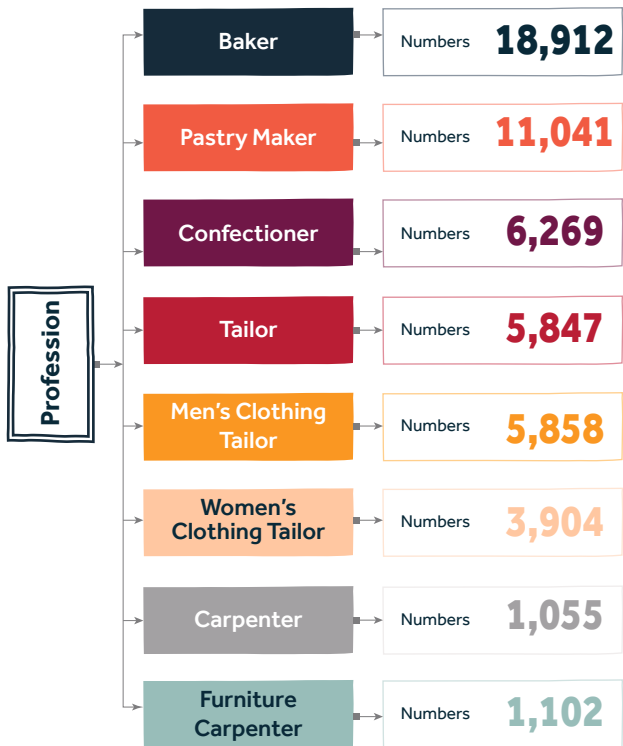 Profession
Baker
Numbers 18,912
Pastry Maker
Numbers 11,041
Confectioner
Numbers 6,269
Tailor
Numbers 5,847
Men's Clothing
Tailor
Numbers 5,858
Women's
Clothing Tailor
Numbers 3,904
Carpenter
Numbers 1,055
Furniture
Carpenter
Numbers 1,102